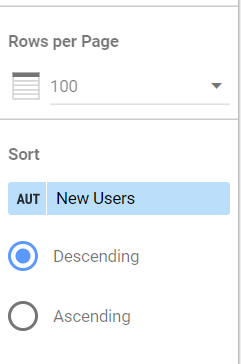 Rows per Page
100
Sort
AUT New Users
Descending
Ascending